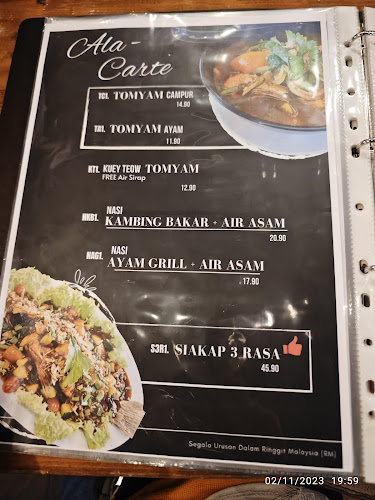 Ala-
Carte
TC1. TOMYAM CAMPUR
14.90
TA1. TOMYAM AYAM
11.90
KT1. KUEY TEOW TOMYAM
FREE Air Sirap
12.90
NKB1. NASI
KAMBING BAKAR + AIR ASAM
20.90
NAG1. NASI
AYAM GRILL + AIR ASAM
17.90
S3R1. SIAKAP 3 RASA
45.90
Segala Urusan Dalam Ringgit Malaysia (RM)
02/11/2023 19:59